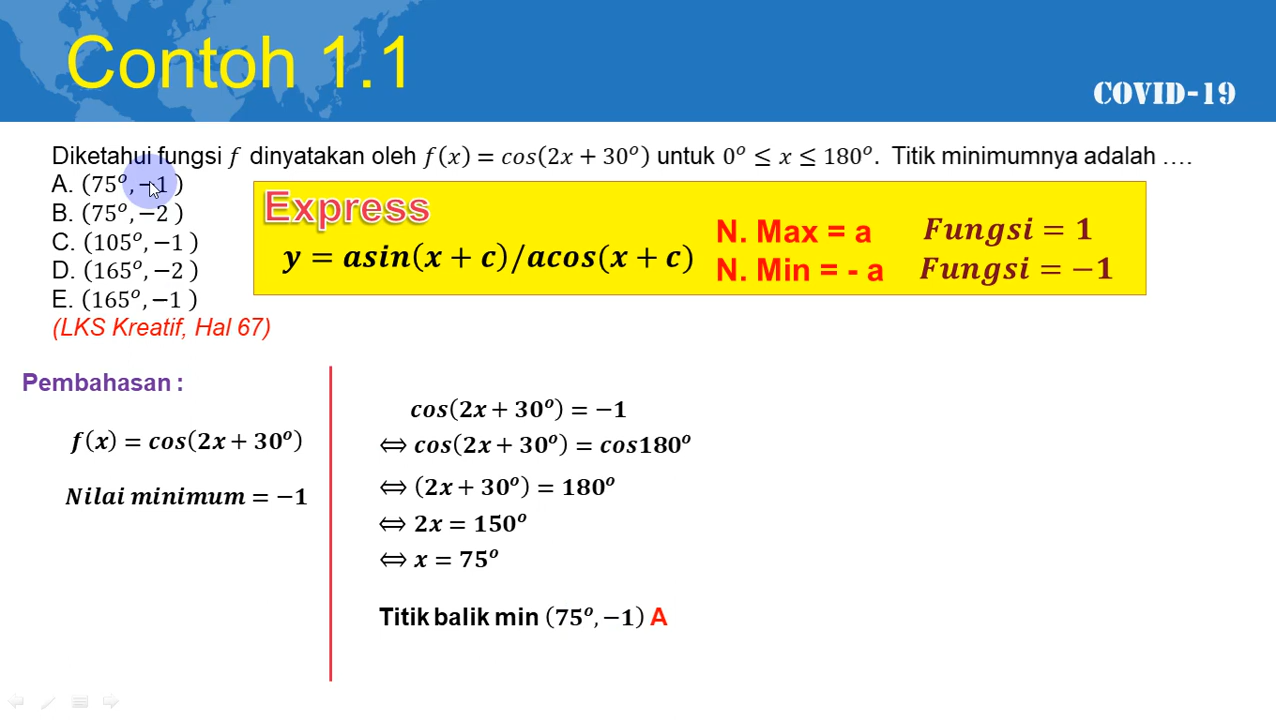 Contoh 1.1
COVID-19
Diketahui fungsi f dinyatakan oleh f(x) = cos(2x + 30°) untuk 0° ≤ x ≤ 180°. Titik minimumnya adalah ….
A. (75°, −1 )
B. (75°, −2 )
C. (105°, −1 )
D. (165°, −2 )
E. (165°, −1 )
(LKS Kreatif, Hal 67)
Express
y = asin(x + c)/acos(x + c)
N. Max = a
Fungsi = 1
N. Min = - a
Fungsi = −1
Pembahasan :
f(x) = cos(2x + 30°)
Nilai minimum = −1
cos(2x + 30°) = −1
⇔ cos(2x + 30°) = cos180°
⇔ (2x + 30°) = 180°
⇔ 2x = 150°
⇔ x = 75°
Titik balik min (75°, −1) A